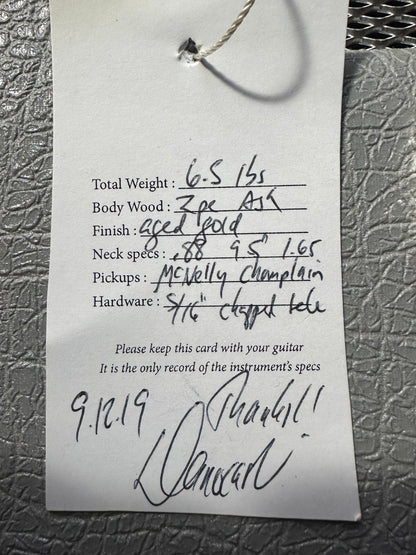 Total Weight : 6.5 lbs
Body Wood : 2pc Ash
Finish : aged gold
Neck specs : .88 9.5" 1.65
Pickups : McNelly Champlain
Hardware : 5/16" chopped tele
Please keep this card with your guitar
It is the only record of the instrument's specs
9.12.19 Thanks!!